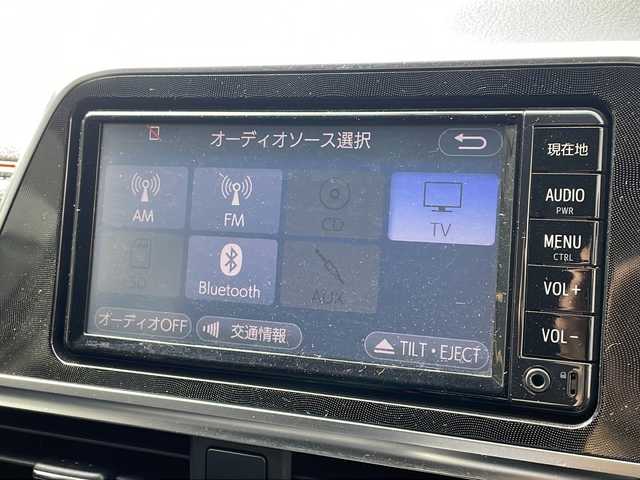 オーディオソース選択
現在地
AM
FM
CD
TV
AUDIO
PWR
SD
Bluetooth
AUX
MENU
CTRL
VOL+
オーディオOFF
交通情報
TILT・EJECT
VOL-